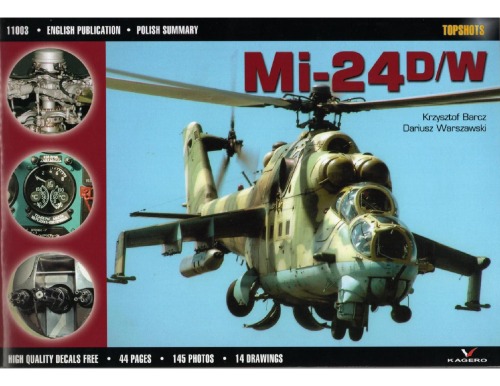 11003 • ENGLISH PUBLICATION • POLISH SUMMARY
TOPSHOTS
Mi-24D/W
Krzysztof Barcz
Dariusz Warszawski
KAGERO
HIGH QUALITY DECALS FREE • 44 PAGES • 145 PHOTOS • 14 DRAWINGS